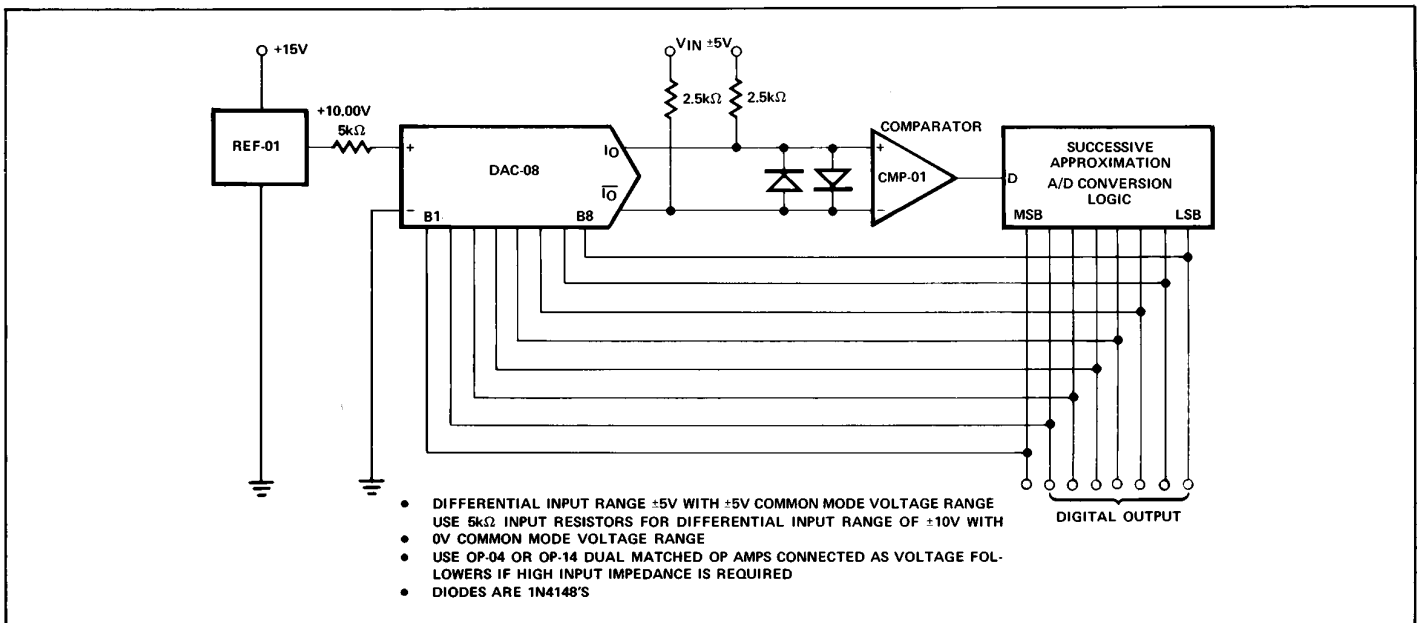 +15V
VIN ±5V
+10.00V
5kΩ
2.5kΩ
2.5kΩ
REF-01
+
−
DAC-08
IO
IO
B1
B8
COMPARATOR
+
−
CMP-01
SUCCESSIVE
APPROXIMATION
A/D CONVERSION
LOGIC
D
MSB
LSB
DIGITAL OUTPUT
● DIFFERENTIAL INPUT RANGE ±5V WITH ±5V COMMON MODE VOLTAGE RANGE
USE 5kΩ INPUT RESISTORS FOR DIFFERENTIAL INPUT RANGE OF ±10V WITH
● 0V COMMON MODE VOLTAGE RANGE
● USE OP-04 OR OP-14 DUAL MATCHED OP AMPS CONNECTED AS VOLTAGE FOL-
LOWERS IF HIGH INPUT IMPEDANCE IS REQUIRED
● DIODES ARE 1N4148'S